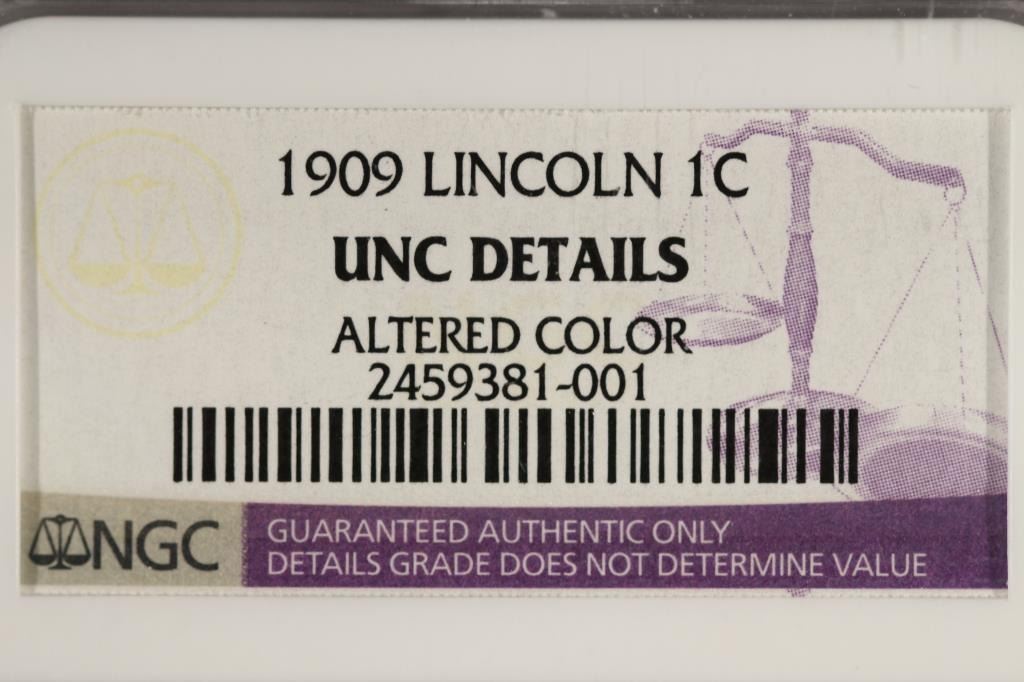 1909 LINCOLN 1C
UNC DETAILS
ALTERED COLOR
2459381-001
NGC
GUARANTEED AUTHENTIC ONLY
DETAILS GRADE DOES NOT DETERMINE VALUE